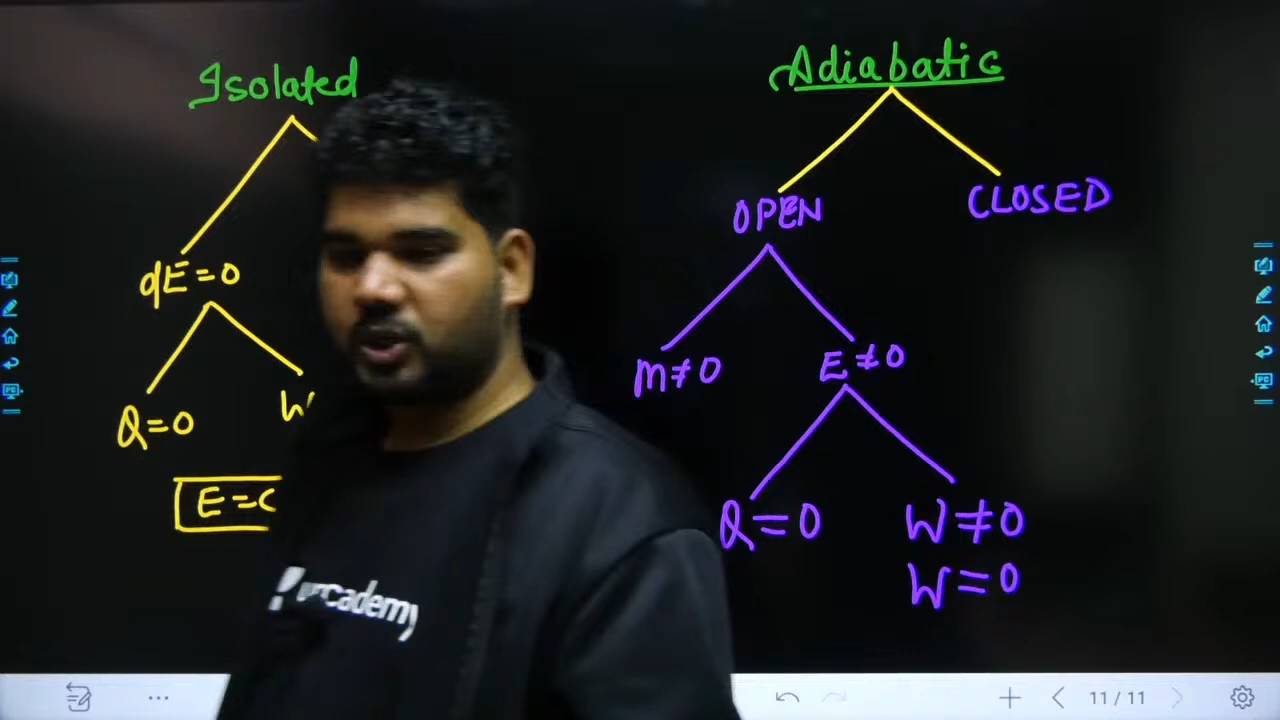 Isolated
dE=0
Q=0
E=C
Adiabatic
OPEN
CLOSED
m≠0
E≠0
Q=0
W≠0
W=0
11 / 11